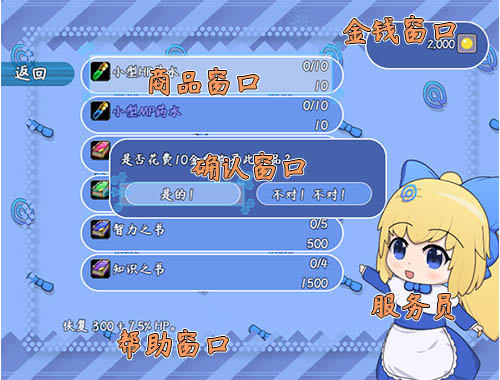 金钱窗口
2.000
返回
小型HP药水
0/10
商品窗口
10
小型MP药水
0/10
10
是否花费10金
确认窗口
是的！
不对！不对！
智力之书
0/5
500
知识之书
0/4
1500
服务员
恢复 300 + 7.5% HP。
帮助窗口